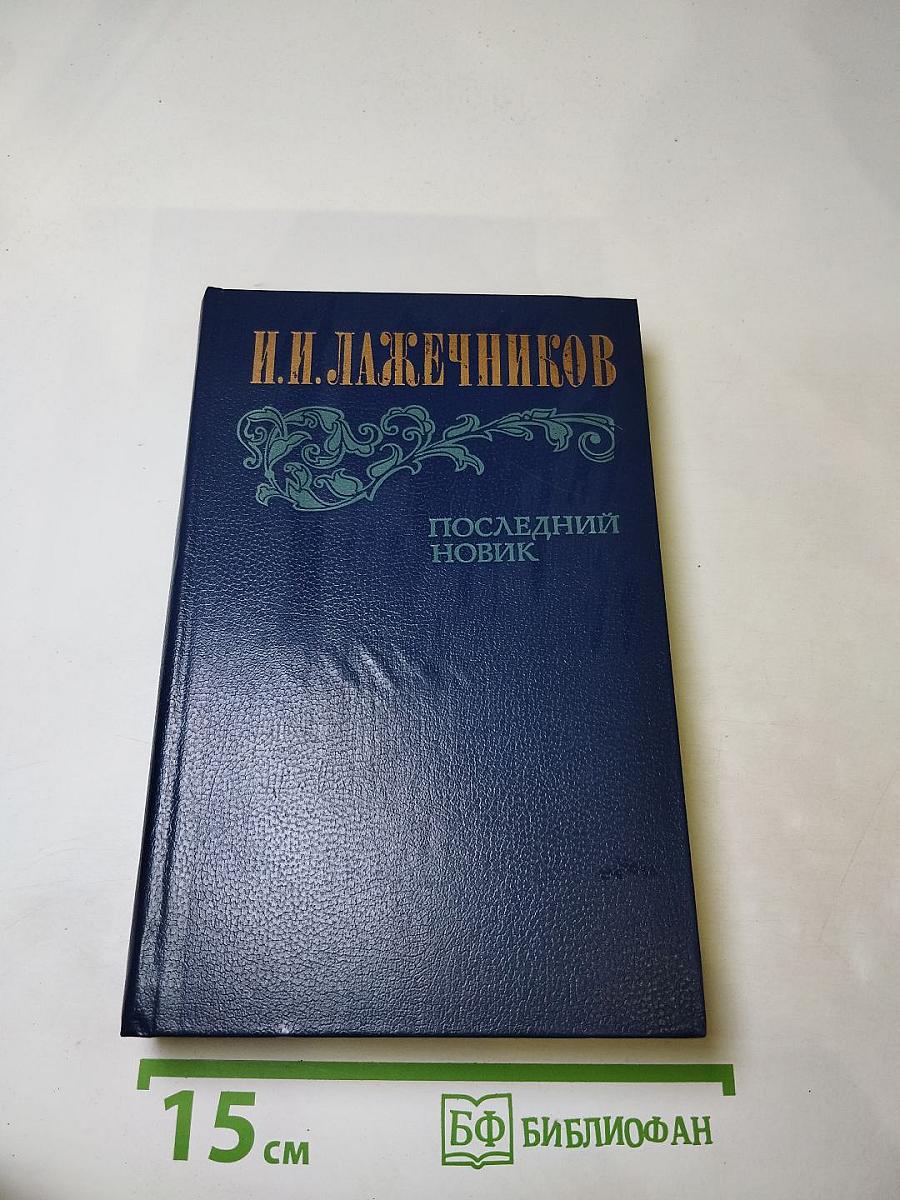 И.И.ЛАЖЕЧНИКОВ
ПОСЛЕДНИЙ
НОВИК
15 см
БФ БИБЛИОФАН